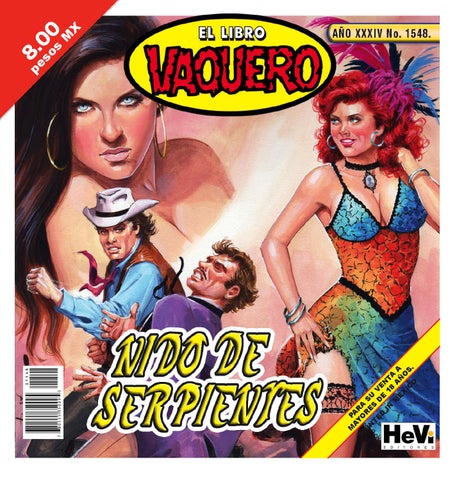 8.00
pesos MX
EL LIBRO
VAQUERO
AÑO XXXIV No. 1548.
NIDO DE
SERPIENTES
PARA SU VENTA A
MAYORES DE 18 AÑOS.
HeVi
EDITORES